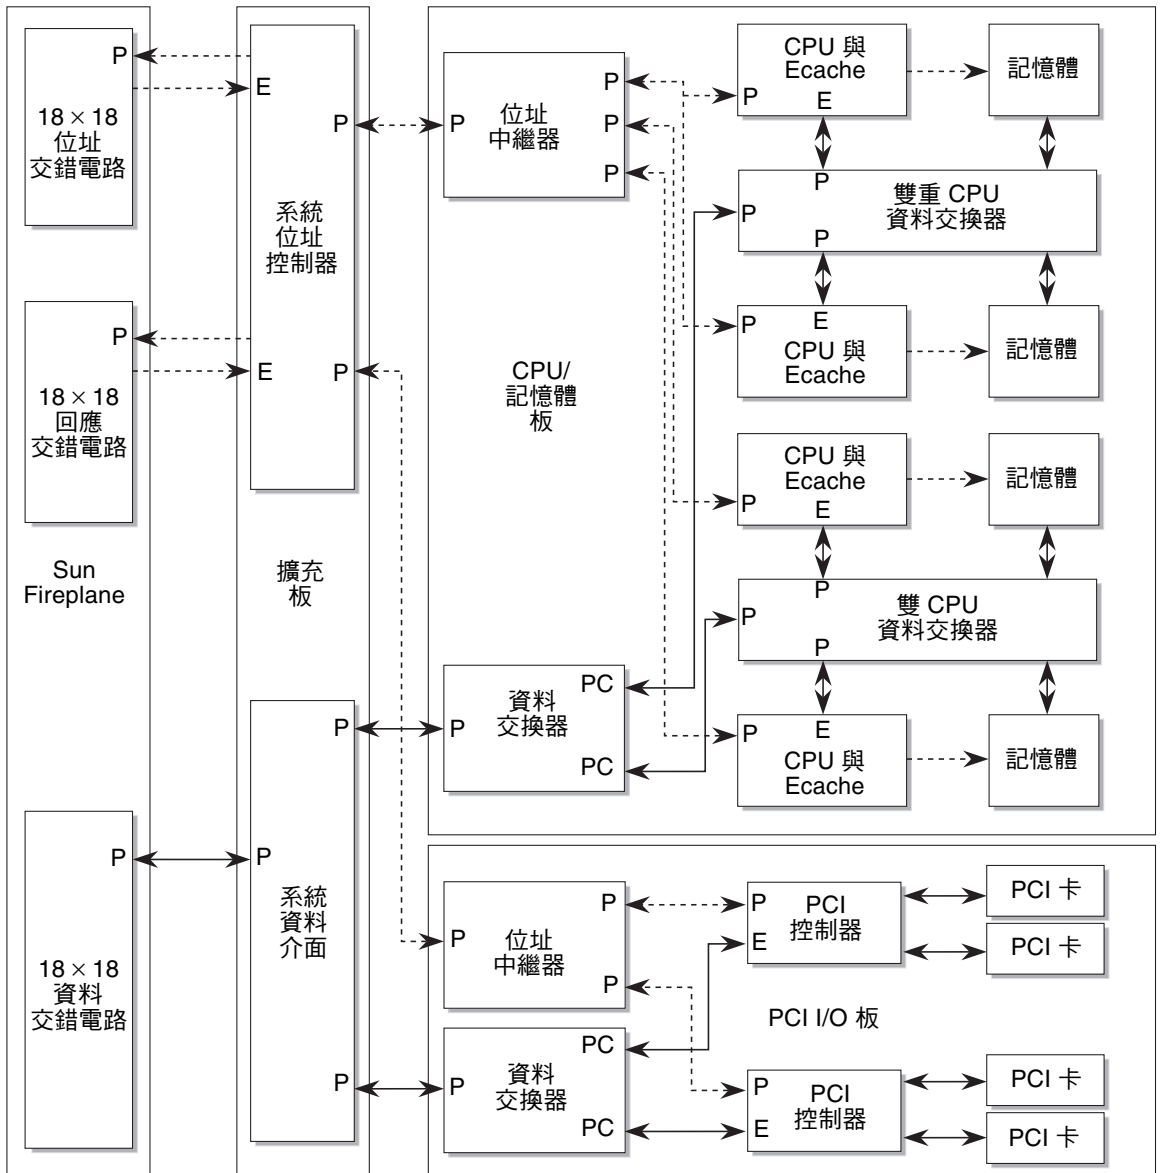 P
E
18 × 18
位址
交錯電路
P
系統
位址
控制器
P
18 × 18
回應
交錯電路
E
P
Sun
Fireplane
擴充
板
P
系統
資料
介面
P
P
P
18 × 18
資料
交錯電路
P
位址
中繼器
P
P
P
CPU/
記憶體
板
P
資料
交換器
PC
PC
CPU 與
Ecache
P
E
記憶體
P
雙重 CPU
資料交換器
P
P
P
E
CPU 與
Ecache
記憶體
CPU 與
Ecache
P
E
記憶體
P
雙 CPU
資料交換器
P
P
P
E
CPU 與
Ecache
記憶體
P
位址
中繼器
P
P
P
資料
交換器
PC
PC
P
PCI
控制器
E
PCI 卡
PCI 卡
PCI I/O 板
P
PCI
控制器
E
PCI 卡
PCI 卡